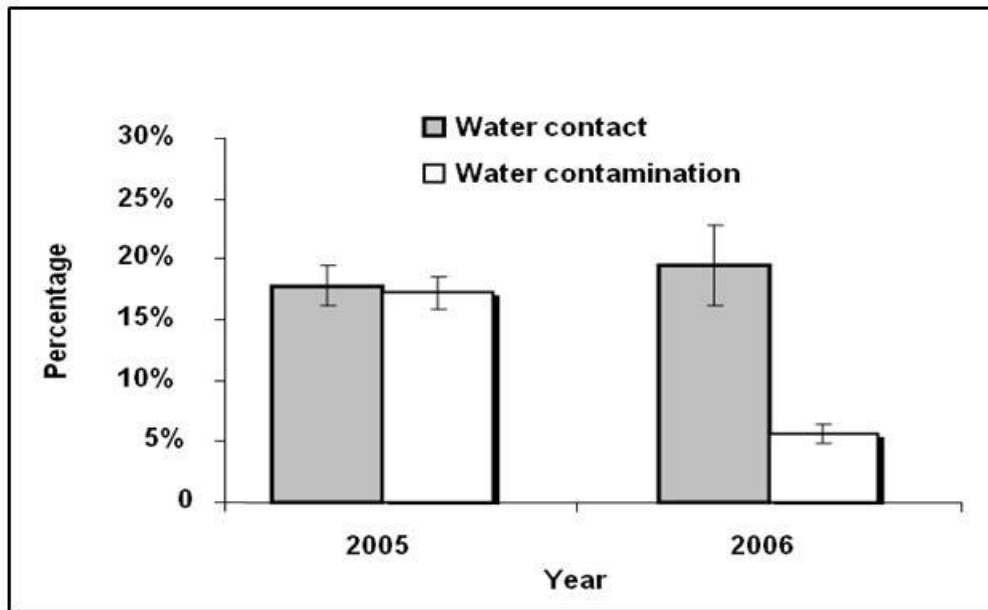 Water contact
Water contamination
30%
25%
20%
15%
10%
5%
0
Percentage
2005
2006
Year